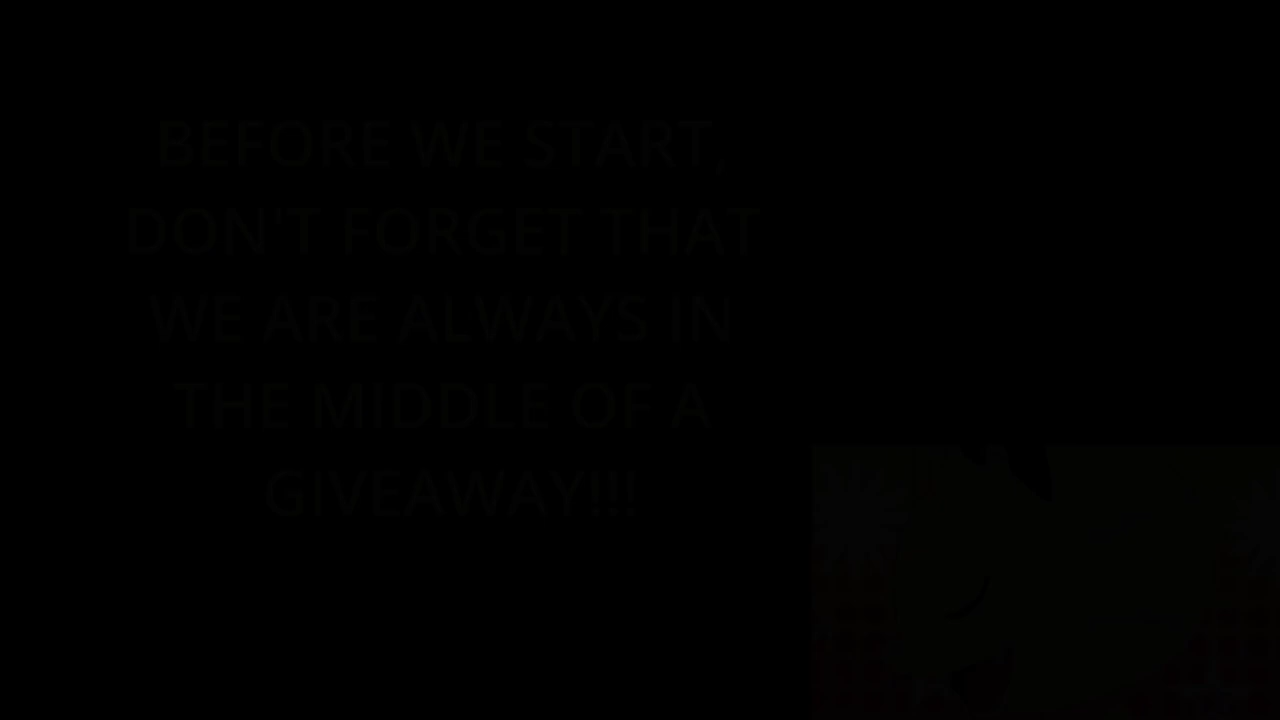 BEFORE WE START,
DON'T FORGET THAT
WE ARE ALWAYS IN
THE MIDDLE OF A
GIVEAWAY!!!